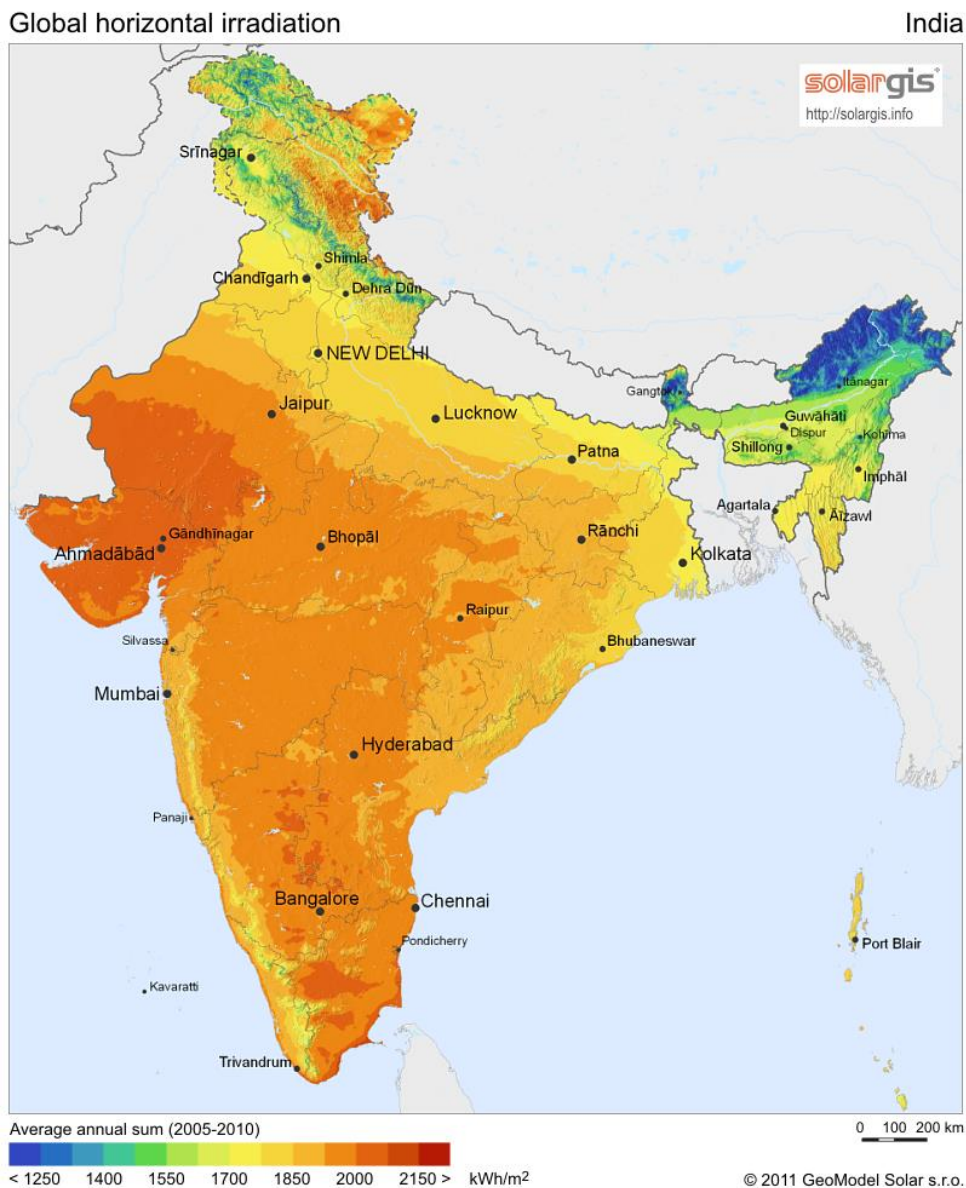 Global horizontal irradiation
India
solargis
http://solargis.info
Srīnagar
Shimla
Chandīgarh
Dehra Dūn
NEW DELHI
Itānagar
Gangtok
Jaipur
Lucknow
Guwāhāti
Dispur
Kohīma
Shillong
Patna
Imphāl
Agartala
Āīzawl
Gāndhīnagar
Bhopāl
Rānchi
Ahmadābād
Kolkata
Raipur
Silvassa
Bhubaneswar
Mumbai
Hyderabad
Panaji
Bangalore
Chennai
Pondicherry
Port Blair
Kavaratti
Trivandrum
Average annual sum (2005-2010)
0 100 200 km
< 1250 1400 1550 1700 1850 2000 2150 > kWh/m²
© 2011 GeoModel Solar s.r.o.